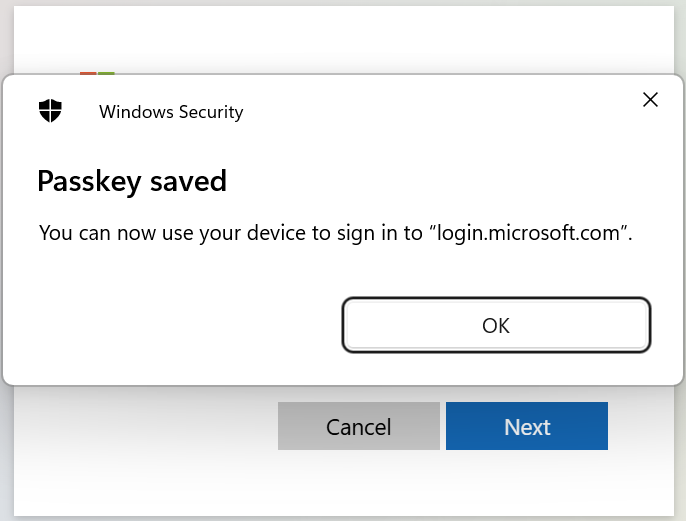 Windows Security
Passkey saved
You can now use your device to sign in to “login.microsoft.com”.
OK
Cancel
Next